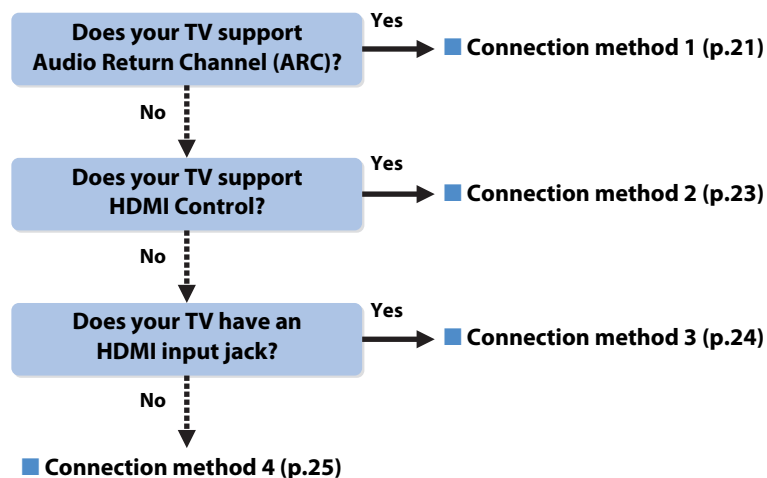 Does your TV support
Audio Return Channel (ARC)?
Yes
Connection method 1 (p.21)
No
Does your TV support
HDMI Control?
Yes
Connection method 2 (p.23)
No
Does your TV have an
HDMI input jack?
Yes
Connection method 3 (p.24)
No
Connection method 4 (p.25)